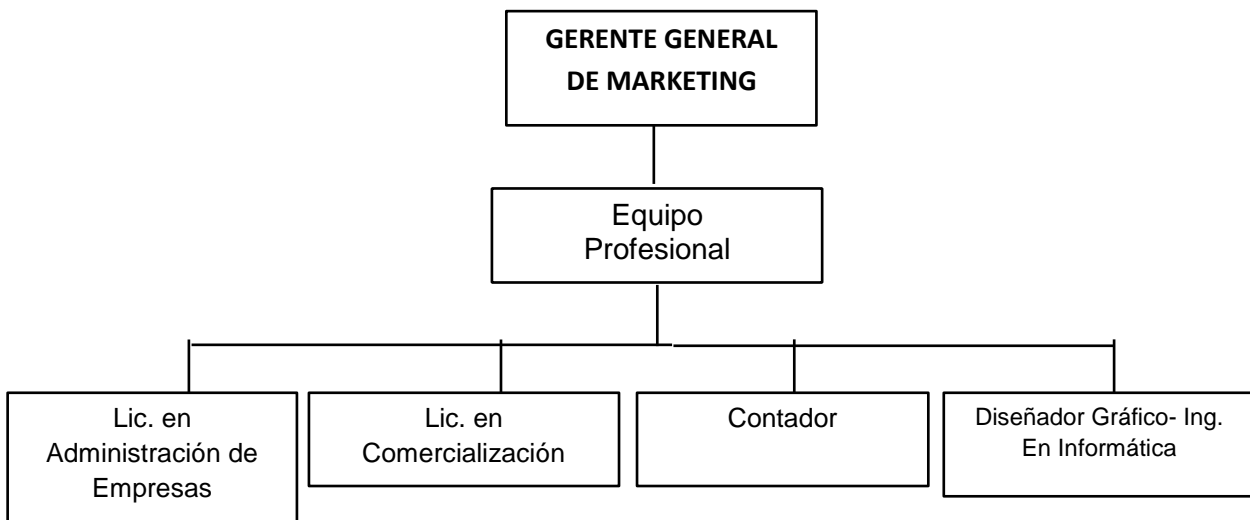 GERENTE GENERAL
DE MARKETING
Equipo
Profesional
Lic. en
Administración de
Empresas
Lic. en
Comercialización
Contador
Diseñador Gráfico- Ing.
En Informática